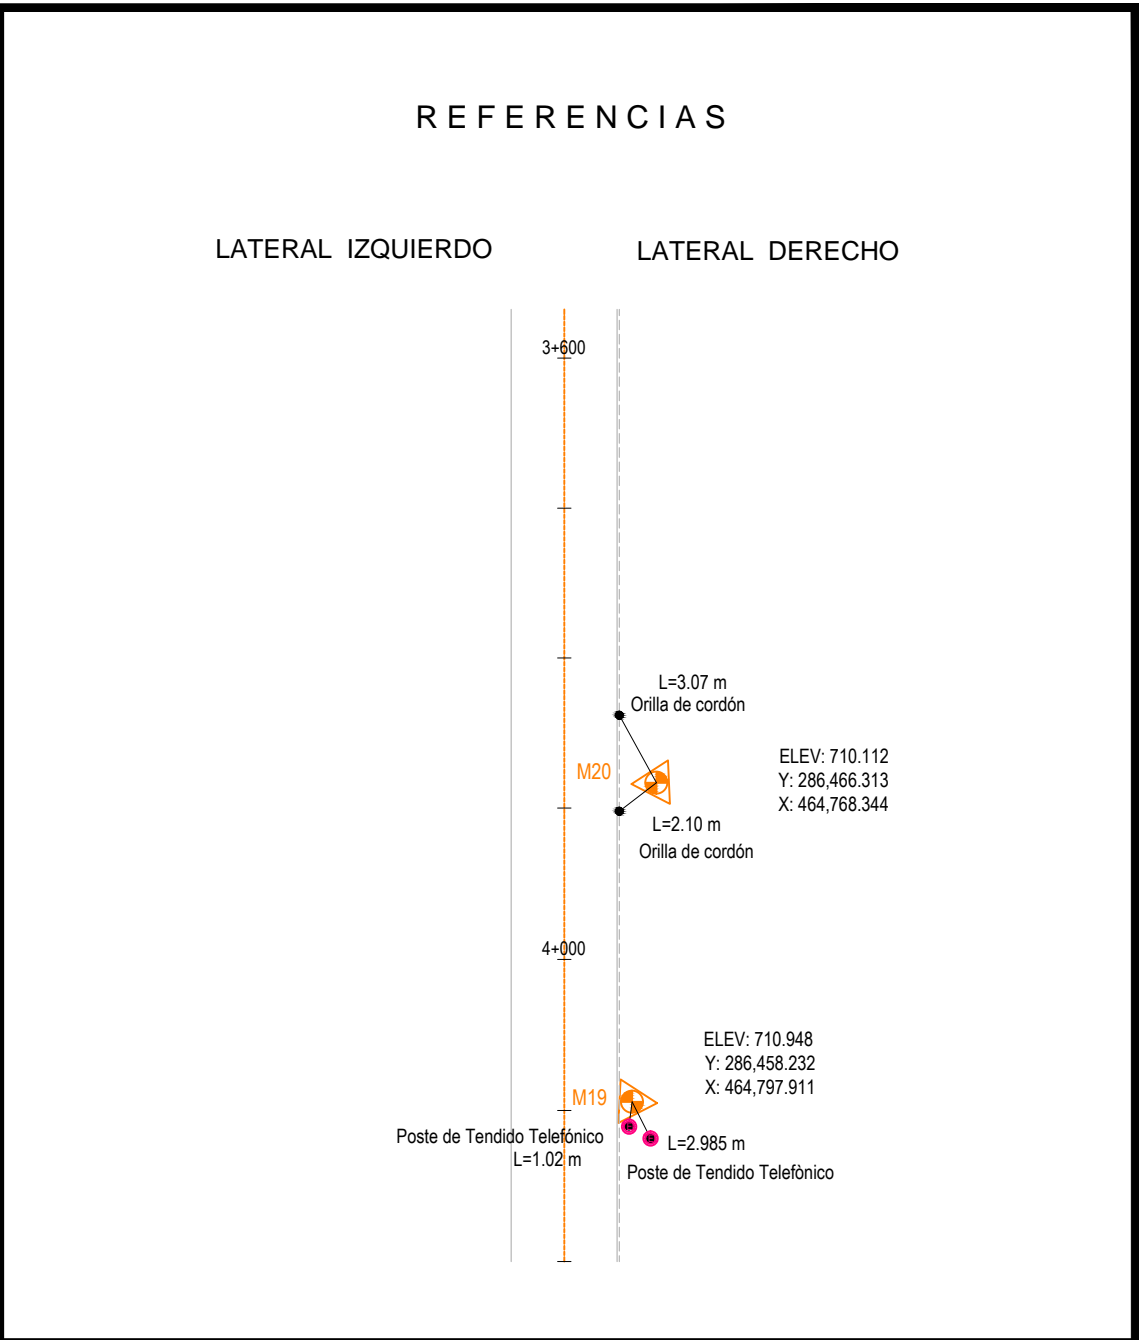 R E F E R E N C I A S
LATERAL IZQUIERDO
LATERAL DERECHO
3+600
L=3.07 m
Orilla de cordón
M20
ELEV: 710.112
Y: 286,466.313
X: 464,768.344
L=2.10 m
Orilla de cordón
4+000
ELEV: 710.948
Y: 286,458.232
X: 464,797.911
M19
Poste de Tendido Telefónico
L=1.02 m
L=2.985 m
Poste de Tendido Telefònico